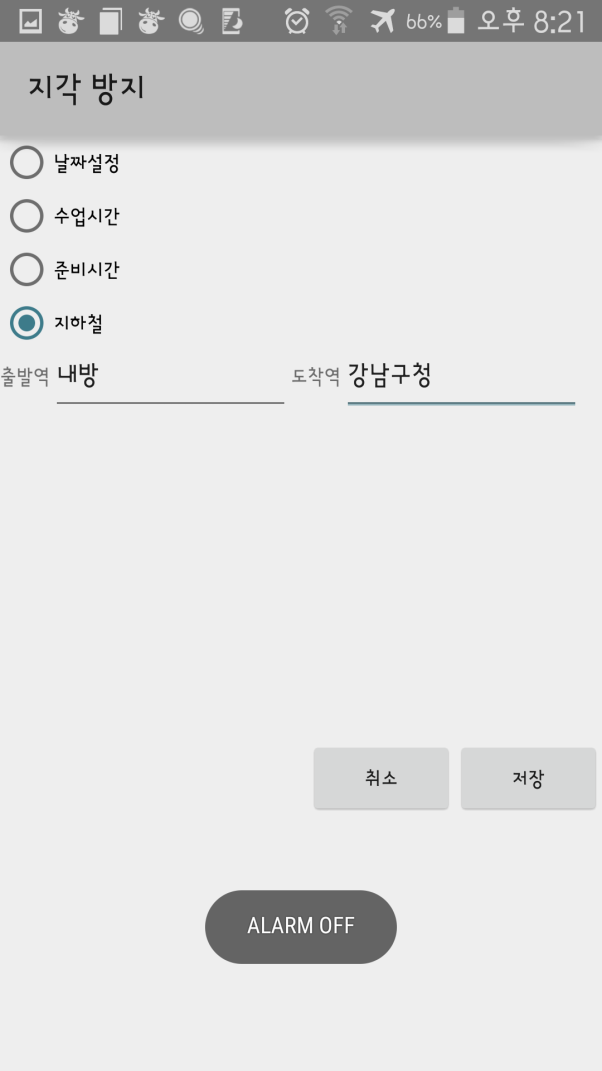 66% 오후 8:21
지각 방지
날짜설정
수업시간
준비시간
지하철
출발역 내방 도착역 강남구청
취소 저장
ALARM OFF